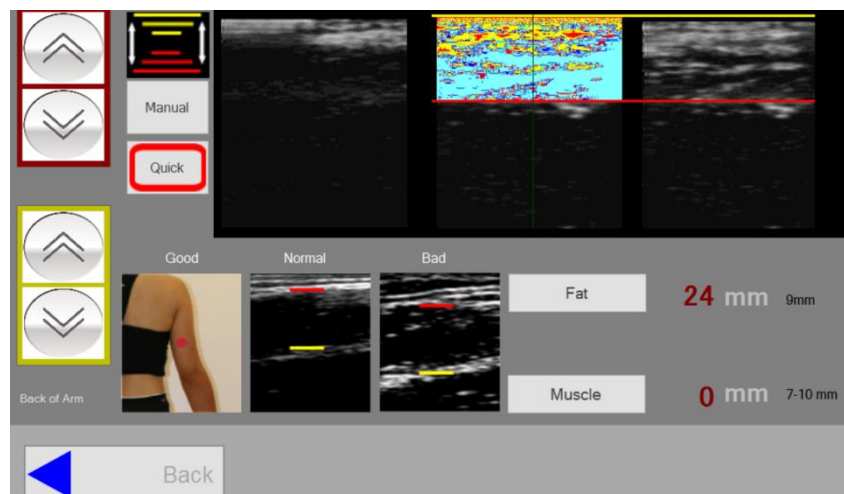 Manual
Quick
Good Normal Bad
Fat 24 mm 9mm
Back of Arm
Muscle 0 mm 7-10 mm
Back